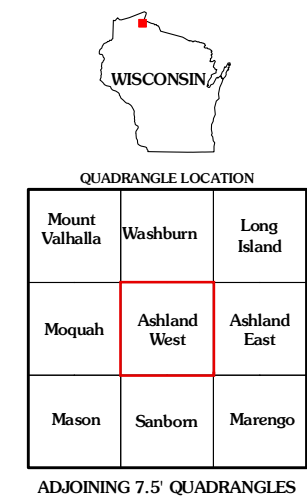 WISCONSIN
QUADRANGLE LOCATION
Mount
Valhalla
Washburn
Long
Island
Moquah
Ashland
West
Ashland
East
Mason
Sanborn
Marengo
ADJOINING 7.5' QUADRANGLES